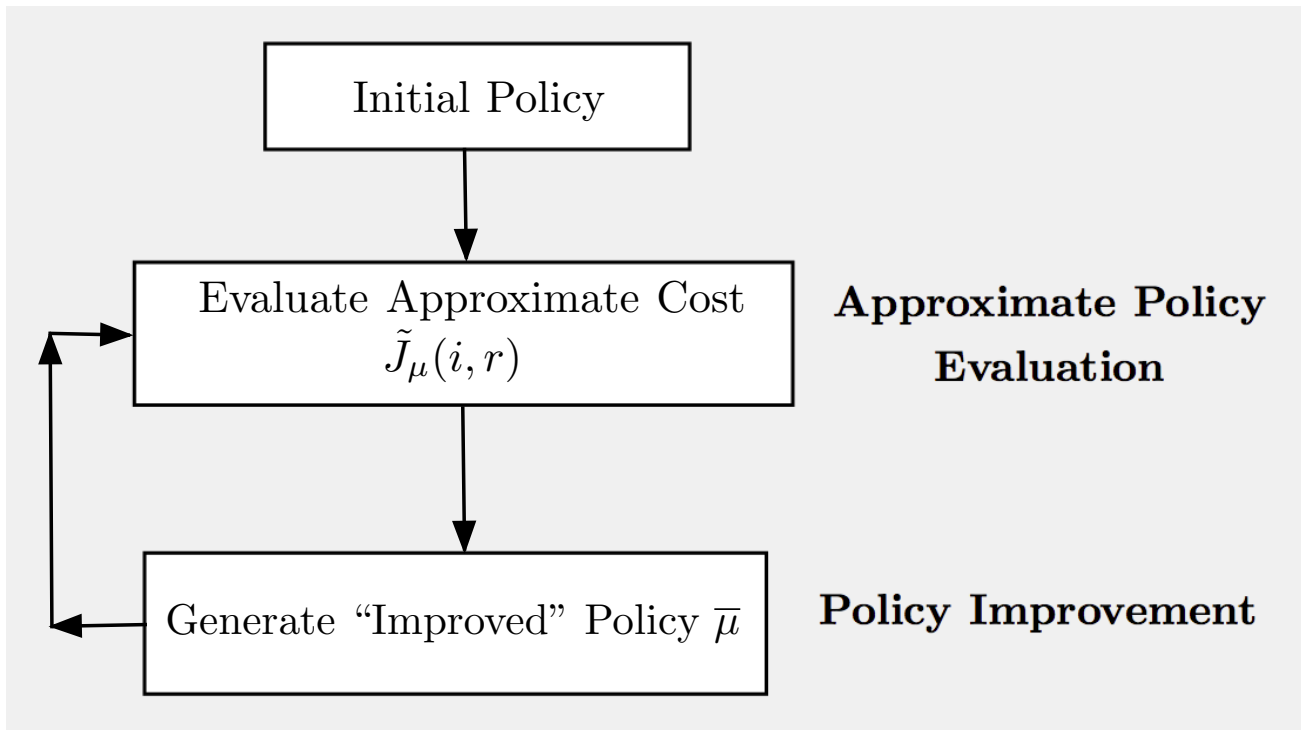 Initial Policy
Evaluate Approximate Cost
J̃μ(i, r)
Approximate Policy
Evaluation
Generate “Improved” Policy μ̅
Policy Improvement